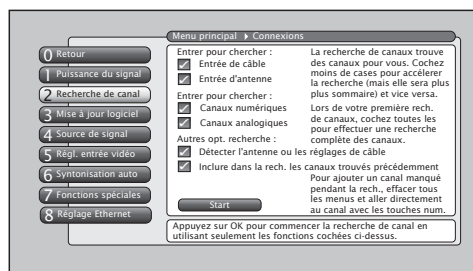 Menu principal ▸ Connexions
0 Retour
1 Puissance du signal
2 Recherche de canal
3 Mise à jour logiciel
4 Source de signal
5 Régl. entrée vidéo
6 Syntonisation auto
7 Fonctions spéciales
8 Réglage Ethernet
Entrer pour chercher :
Entrée de câble
Entrée d'antenne
Entrer pour chercher :
Canaux numériques
Canaux analogiques
Autres opt. recherche :
Détecter l'antenne ou les réglages de câble
Inclure dans la rech. les canaux trouvés précédemment
La recherche de canaux trouve
des canaux pour vous. Cochez
moins de cases pour accélerer
la recherche (mais elle sera plus
plus sommaire) et vice versa.
Lors de votre première rech.
de canaux, cochez toutes les
pour effectuer une recherche
complète des canaux.
Pour ajouter un canal manqué
pendant la rech., effacer tous
les menus et aller directement
au canal avec les touches num.
Start
Appuyez sur OK pour commencer la recherche de canal en
utilisant seulement les fonctions cochées ci-dessus.